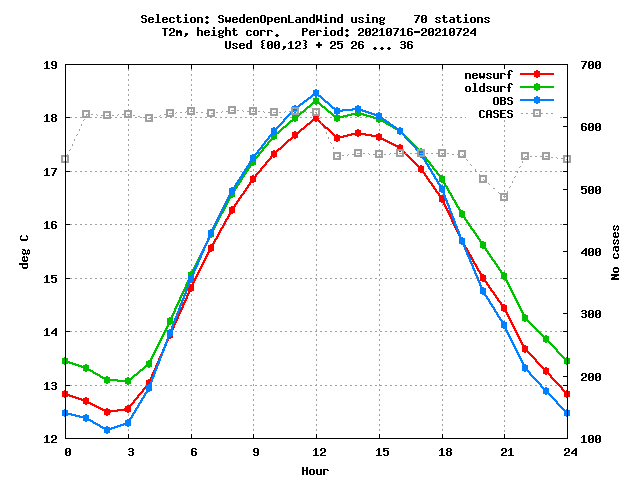 Selection: SwedenOpenLandWind using    70 stations
T2m, height corr.   Period: 20210716-20210724
Used {00,12} + 25 26 ... 36
newsurf
oldsurf
OBS
CASES
19
18
17
16
15
14
13
12
700
600
500
400
300
200
100
deg C
No cases
0 3 6 9 12 15 18 21 24
Hour